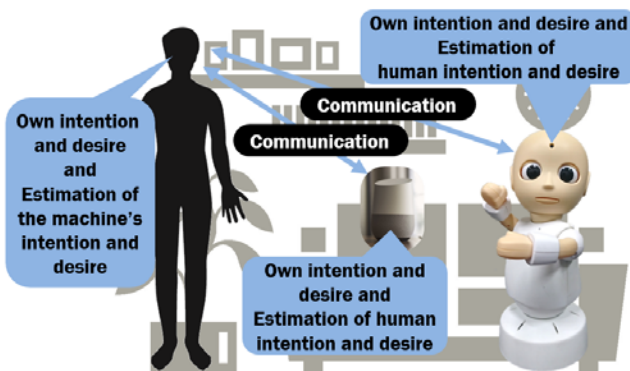 Own intention and desire and
Estimation of
human intention and desire
Communication
Communication
Own intention
and desire
and
Estimation of
the machine's
intention and
desire
Own intention and
desire and
Estimation of human
intention and desire